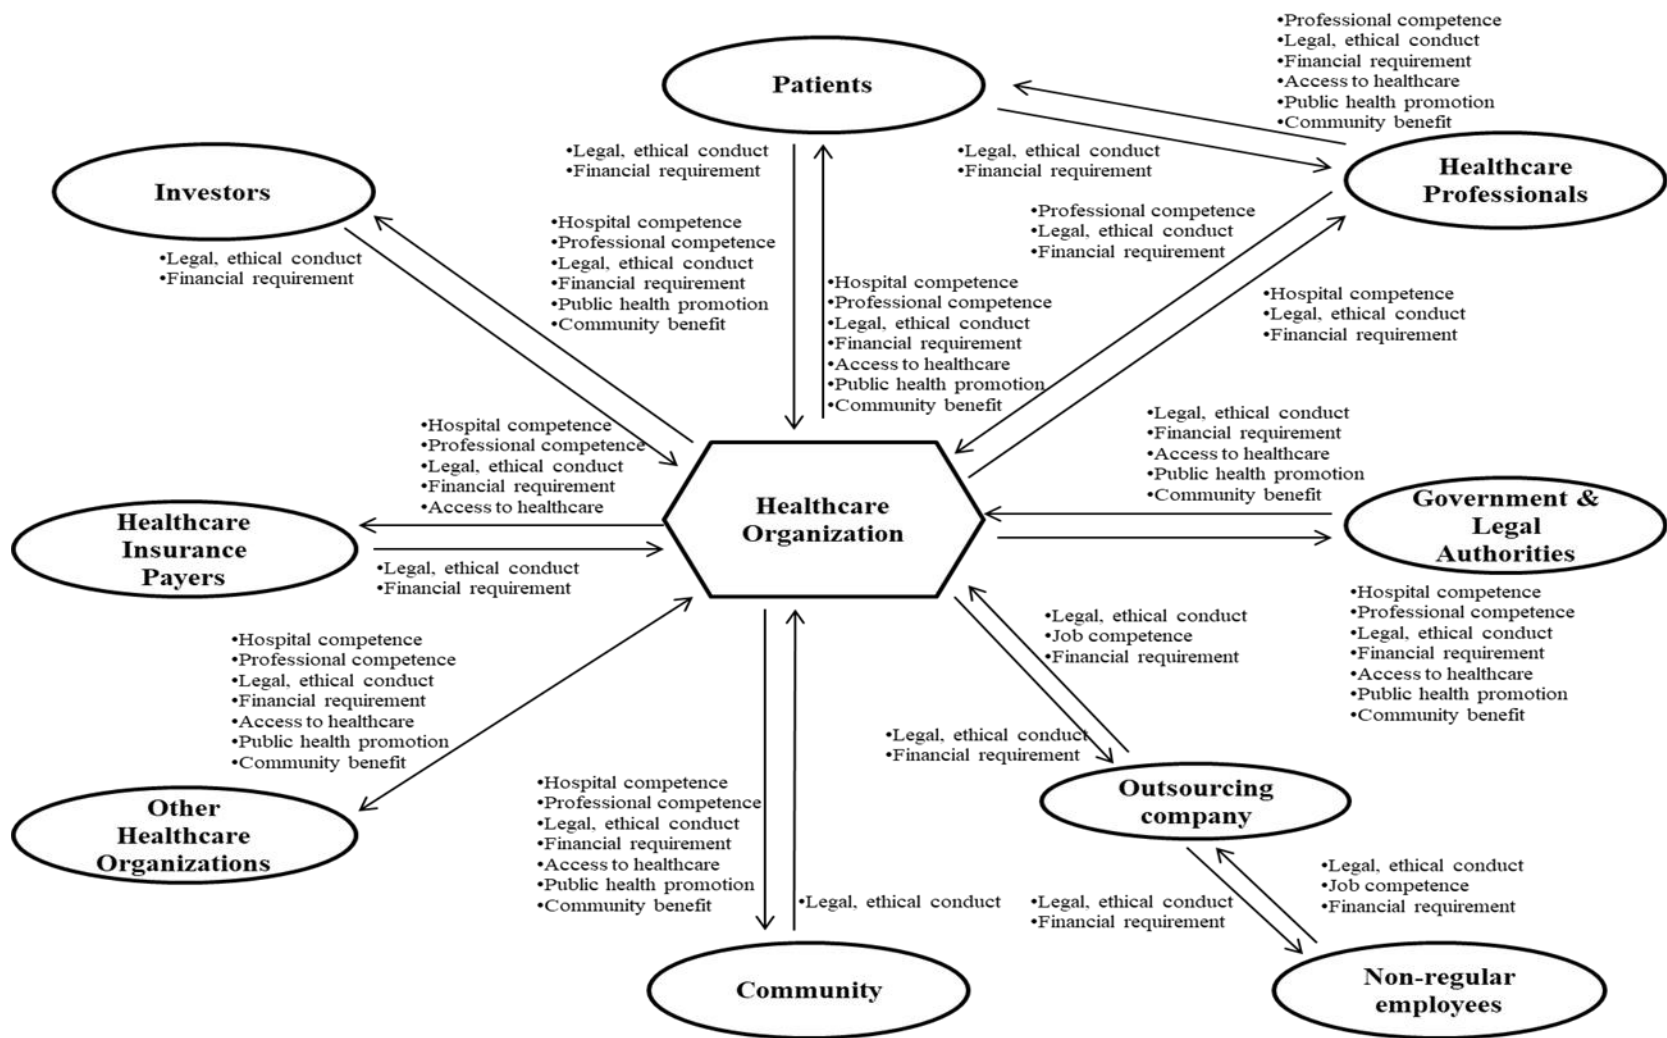 Patients
•Professional competence
•Legal, ethical conduct
•Financial requirement
•Access to healthcare
•Public health promotion
•Community benefit
Healthcare
Professionals
•Legal, ethical conduct
•Financial requirement
•Legal, ethical conduct
•Financial requirement
Investors
•Legal, ethical conduct
•Financial requirement
•Hospital competence
•Professional competence
•Legal, ethical conduct
•Financial requirement
•Public health promotion
•Community benefit
•Hospital competence
•Professional competence
•Legal, ethical conduct
•Financial requirement
•Access to healthcare
•Public health promotion
•Community benefit
•Professional competence
•Legal, ethical conduct
•Financial requirement
•Hospital competence
•Legal, ethical conduct
•Financial requirement
•Hospital competence
•Professional competence
•Legal, ethical conduct
•Financial requirement
•Access to healthcare
•Legal, ethical conduct
•Financial requirement
•Access to healthcare
•Public health promotion
•Community benefit
Healthcare
Insurance
Payers
Healthcare
Organization
Government &
Legal
Authorities
•Legal, ethical conduct
•Financial requirement
•Hospital competence
•Professional competence
•Legal, ethical conduct
•Financial requirement
•Access to healthcare
•Public health promotion
•Community benefit
•Hospital competence
•Professional competence
•Legal, ethical conduct
•Financial requirement
•Access to healthcare
•Public health promotion
•Community benefit
•Legal, ethical conduct
•Job competence
•Financial requirement
•Legal, ethical conduct
•Financial requirement
Other
Healthcare
Organizations
•Hospital competence
•Professional competence
•Legal, ethical conduct
•Financial requirement
•Access to healthcare
•Public health promotion
•Community benefit
•Legal, ethical conduct
Outsourcing
company
•Legal, ethical conduct
•Financial requirement
•Legal, ethical conduct
•Job competence
•Financial requirement
Community
Non-regular
employees